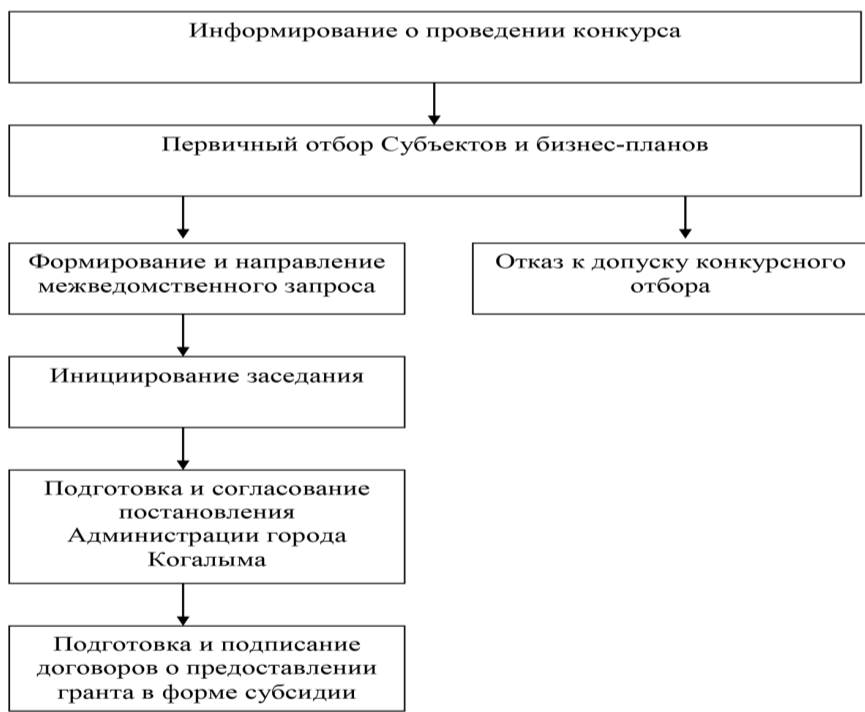 Информирование о проведении конкурса
Первичный отбор Субъектов и бизнес-планов
Формирование и направление
межведомственного запроса
Отказ к допуску конкурсного
отбора
Инициирование заседания
Подготовка и согласование
постановления
Администрации города
Когалыма
Подготовка и подписание
договоров о предоставлении
гранта в форме субсидии